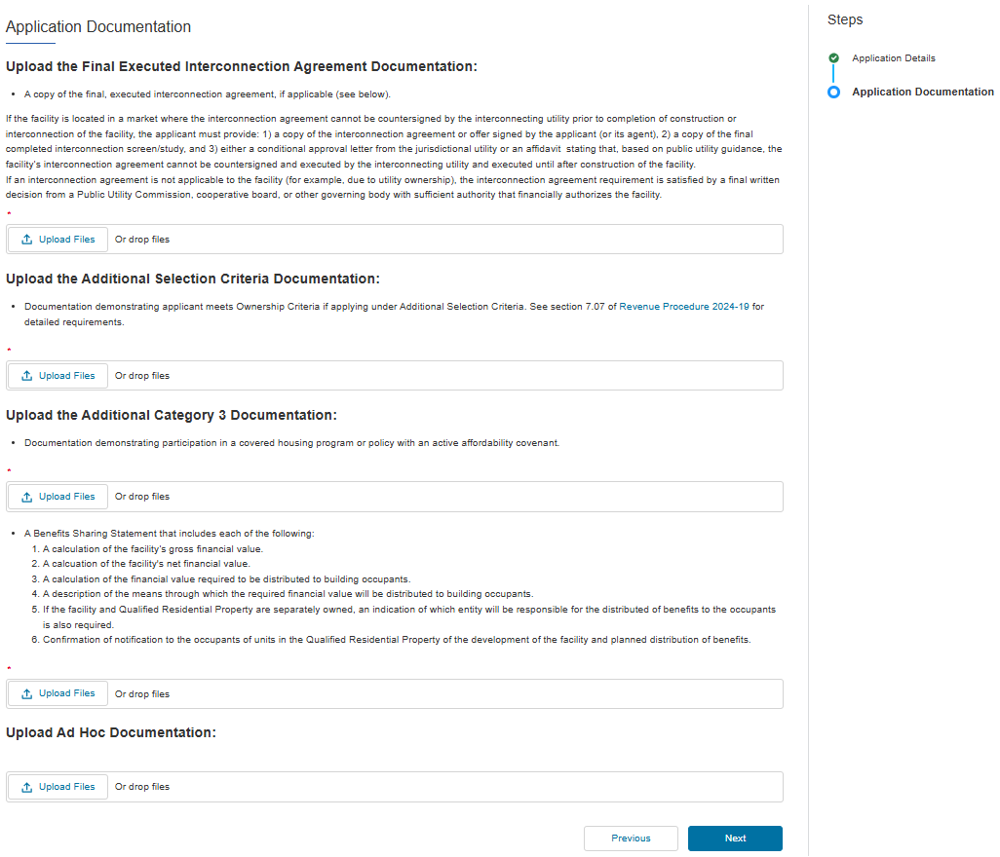 Application Documentation
Upload the Final Executed Interconnection Agreement Documentation:
• A copy of the final, executed interconnection agreement, if applicable (see below).
If the facility is located in a market where the interconnection agreement cannot be countersigned by the interconnecting utility prior to completion of construction or
interconnection of the facility, the applicant must provide: 1) a copy of the interconnection agreement or offer signed by the applicant (or its agent), 2) a copy of the final
completed interconnection screen/study, and 3) either a conditional approval letter from the jurisdictional utility or an affidavit stating that, based on public utility guidance, the
facility's interconnection agreement cannot be countersigned and executed by the interconnecting utility and executed until after construction of the facility.
If an interconnection agreement is not applicable to the facility (for example, due to utility ownership), the interconnection agreement requirement is satisfied by a final written
decision from a Public Utility Commission, cooperative board, or other governing body with sufficient authority that financially authorizes the facility.
*
Upload Files Or drop files
Upload the Additional Selection Criteria Documentation:
• Documentation demonstrating applicant meets Ownership Criteria if applying under Additional Selection Criteria. See section 7.07 of Revenue Procedure 2024-19 for
detailed requirements.
*
Upload Files Or drop files
Upload the Additional Category 3 Documentation:
• Documentation demonstrating participation in a covered housing program or policy with an active affordability covenant.
*
Upload Files Or drop files
• A Benefits Sharing Statement that includes each of the following:
1. A calculation of the facility's gross financial value.
2. A calcuation of the facility's net financial value.
3. A calculation of the financial value required to be distributed to building occupants.
4. A description of the means through which the required financial value will be distributed to building occupants.
5. If the facility and Qualified Residential Property are separately owned, an indication of which entity will be responsible for the distributed of benefits to the occupants
is also required.
6. Confirmation of notification to the occupants of units in the Qualified Residential Property of the development of the facility and planned distribution of benefits.
*
Upload Files Or drop files
Upload Ad Hoc Documentation:
Upload Files Or drop files
Previous Next
Steps
Application Details
Application Documentation